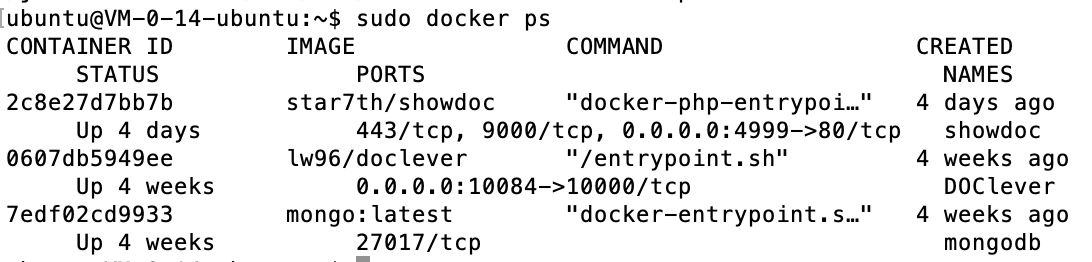 [ubuntu@VM-0-14-ubuntu:~$ sudo docker ps
CONTAINER ID IMAGE COMMAND CREATED
STATUS PORTS NAMES
2c8e27d7bb7b star7th/showdoc "docker-php-entrypoi…" 4 days ago
Up 4 days 443/tcp, 9000/tcp, 0.0.0.0:4999->80/tcp showdoc
0607db5949ee lw96/doclever "/entrypoint.sh" 4 weeks ago
Up 4 weeks 0.0.0.0:10084->10000/tcp DOClever
7edf02cd9933 mongo:latest "docker-entrypoint.s…" 4 weeks ago
Up 4 weeks 27017/tcp mongodb